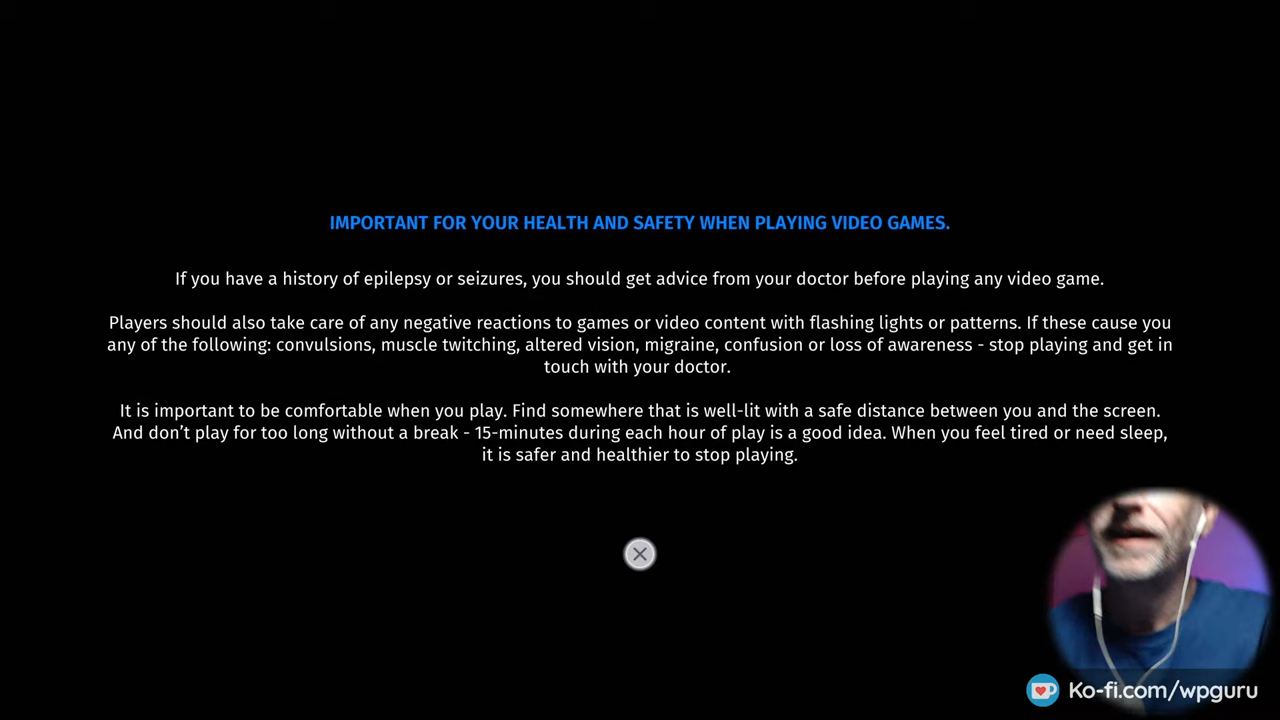 IMPORTANT FOR YOUR HEALTH AND SAFETY WHEN PLAYING VIDEO GAMES.
If you have a history of epilepsy or seizures, you should get advice from your doctor before playing any video game.
Players should also take care of any negative reactions to games or video content with flashing lights or patterns. If these cause you
any of the following: convulsions, muscle twitching, altered vision, migraine, confusion or loss of awareness - stop playing and get in
touch with your doctor.
It is important to be comfortable when you play. Find somewhere that is well-lit with a safe distance between you and the screen.
And don’t play for too long without a break - 15-minutes during each hour of play is a good idea. When you feel tired or need sleep,
it is safer and healthier to stop playing.
Ko-fi.com/wpguru